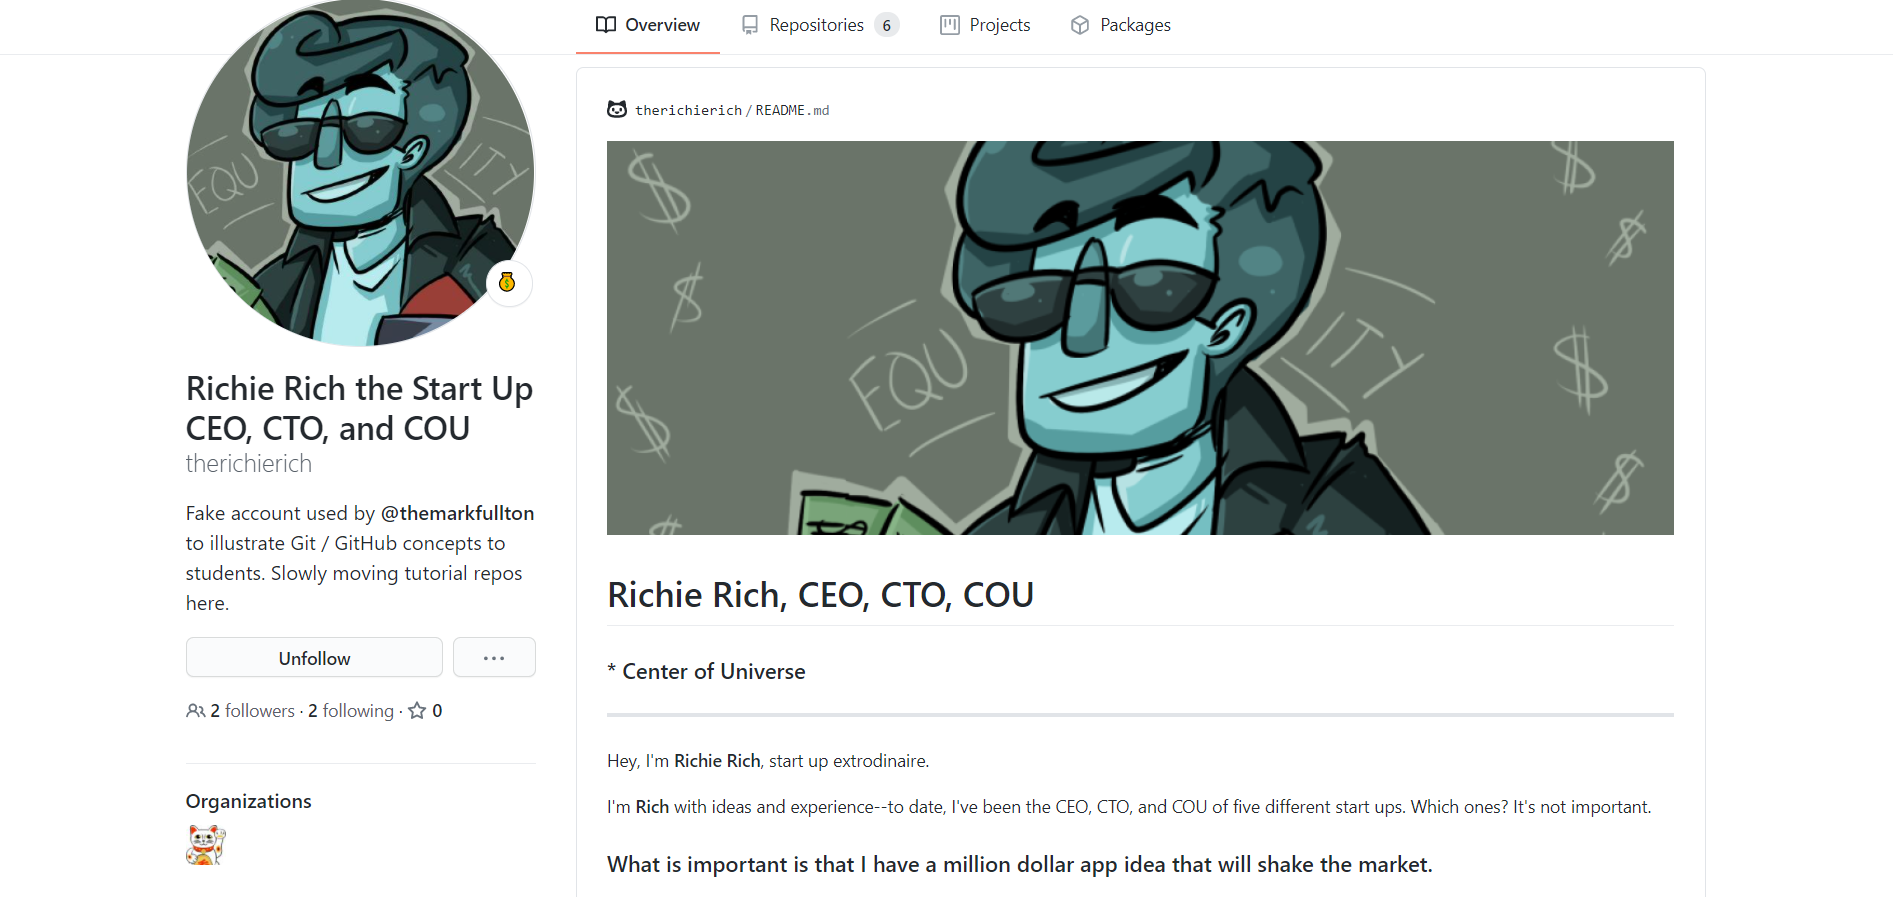 Overview
Repositories 6
Projects
Packages
EQU ITY
Richie Rich the Start Up
CEO, CTO, and COU
therichierich
Fake account used by @themarkfullton
to illustrate Git / GitHub concepts to
students. Slowly moving tutorial repos
here.
Unfollow
...
2 followers · 2 following · 0
Organizations
therichierich / README.md
$ $ $ $ $ $ $ $
EQU ITY
Richie Rich, CEO, CTO, COU
* Center of Universe
Hey, I'm Richie Rich, start up extrodinaire.
I'm Rich with ideas and experience--to date, I've been the CEO, CTO, and COU of five different start ups. Which ones? It's not important.
What is important is that I have a million dollar app idea that will shake the market.